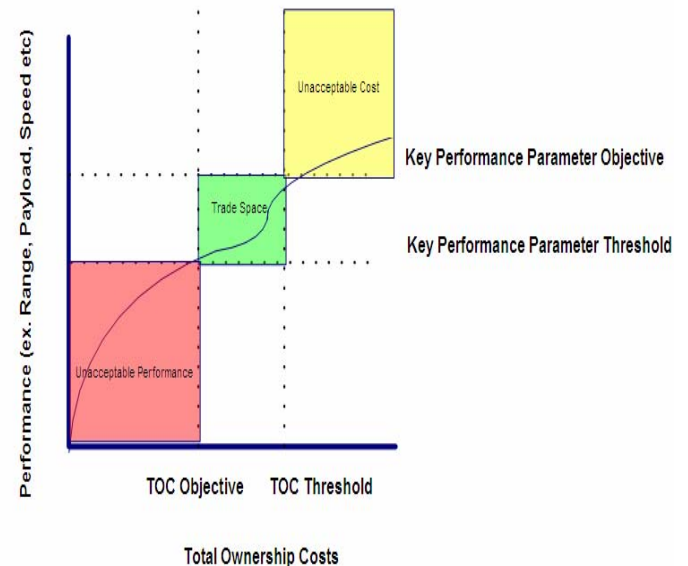 Performance (ex. Range, Payload, Speed etc)
Unacceptable Cost
Key Performance Parameter Objective
Trade Space
Key Performance Parameter Threshold
Unacceptable Performance
TOC Objective
TOC Threshold
Total Ownership Costs